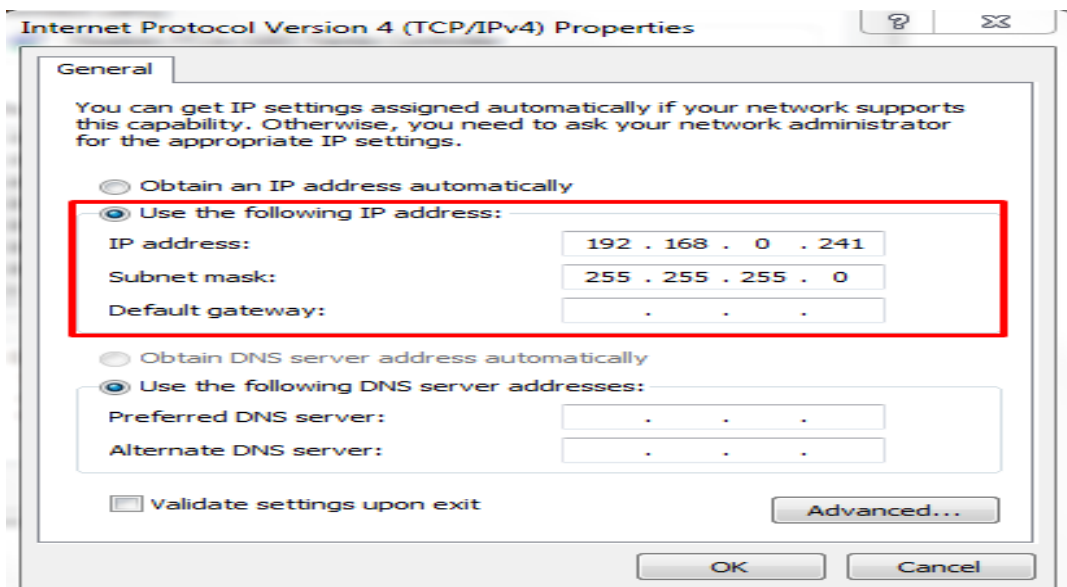 Internet Protocol Version 4 (TCP/IPv4) Properties
General
You can get IP settings assigned automatically if your network supports
this capability. Otherwise, you need to ask your network administrator
for the appropriate IP settings.
Obtain an IP address automatically
Use the following IP address:
IP address: 192 . 168 . 0 . 241
Subnet mask: 255 . 255 . 255 . 0
Default gateway: . . .
Obtain DNS server address automatically
Use the following DNS server addresses:
Preferred DNS server: . . .
Alternate DNS server: . . .
Validate settings upon exit
Advanced...
OK Cancel